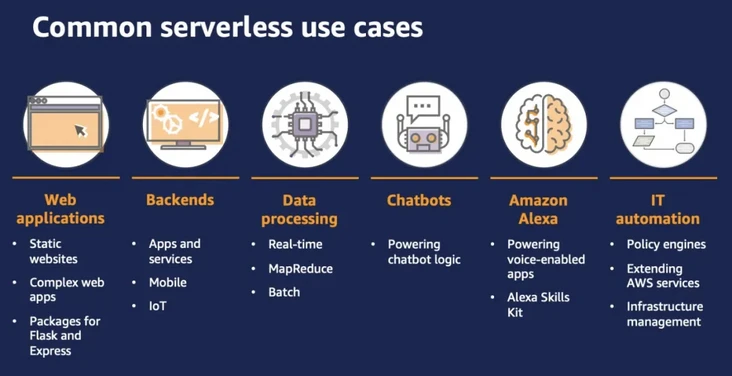 Common serverless use cases
Web
applications
• Static
websites
• Complex web
apps
• Packages for
Flask and
Express
</>
Backends
• Apps and
services
• Mobile
• IoT
Data
processing
• Real-time
• MapReduce
• Batch
Chatbots
• Powering
chatbot logic
Amazon
Alexa
• Powering
voice-enabled
apps
• Alexa Skills
Kit
IT
automation
• Policy engines
• Extending
AWS services
• Infrastructure
management